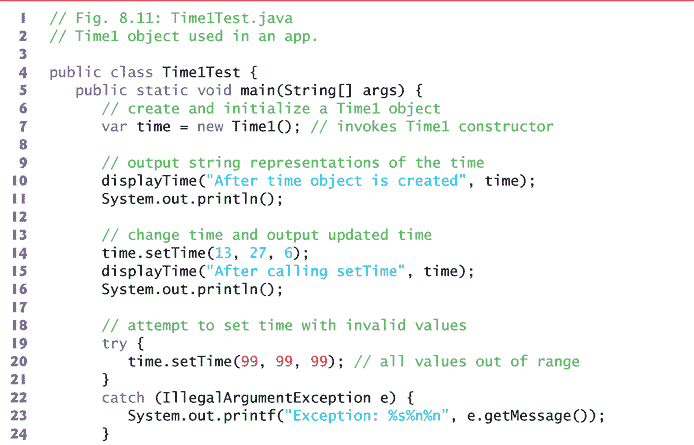 1 // Fig. 8.11: Time1Test.java
2 // Time1 object used in an app.
3
4 public class Time1Test {
5    public static void main(String[] args) {
6       // create and initialize a Time1 object
7       var time = new Time1(); // invokes Time1 constructor
8
9       // output string representations of the time
10       displayTime("After time object is created", time);
11       System.out.println();
12
13       // change time and output updated time
14       time.setTime(13, 27, 6);
15       displayTime("After calling setTime", time);
16       System.out.println();
17
18       // attempt to set time with invalid values
19       try {
20          time.setTime(99, 99, 99); // all values out of range
21       }
22       catch (IllegalArgumentException e) {
23          System.out.printf("Exception: %s%n%n", e.getMessage());
24       }